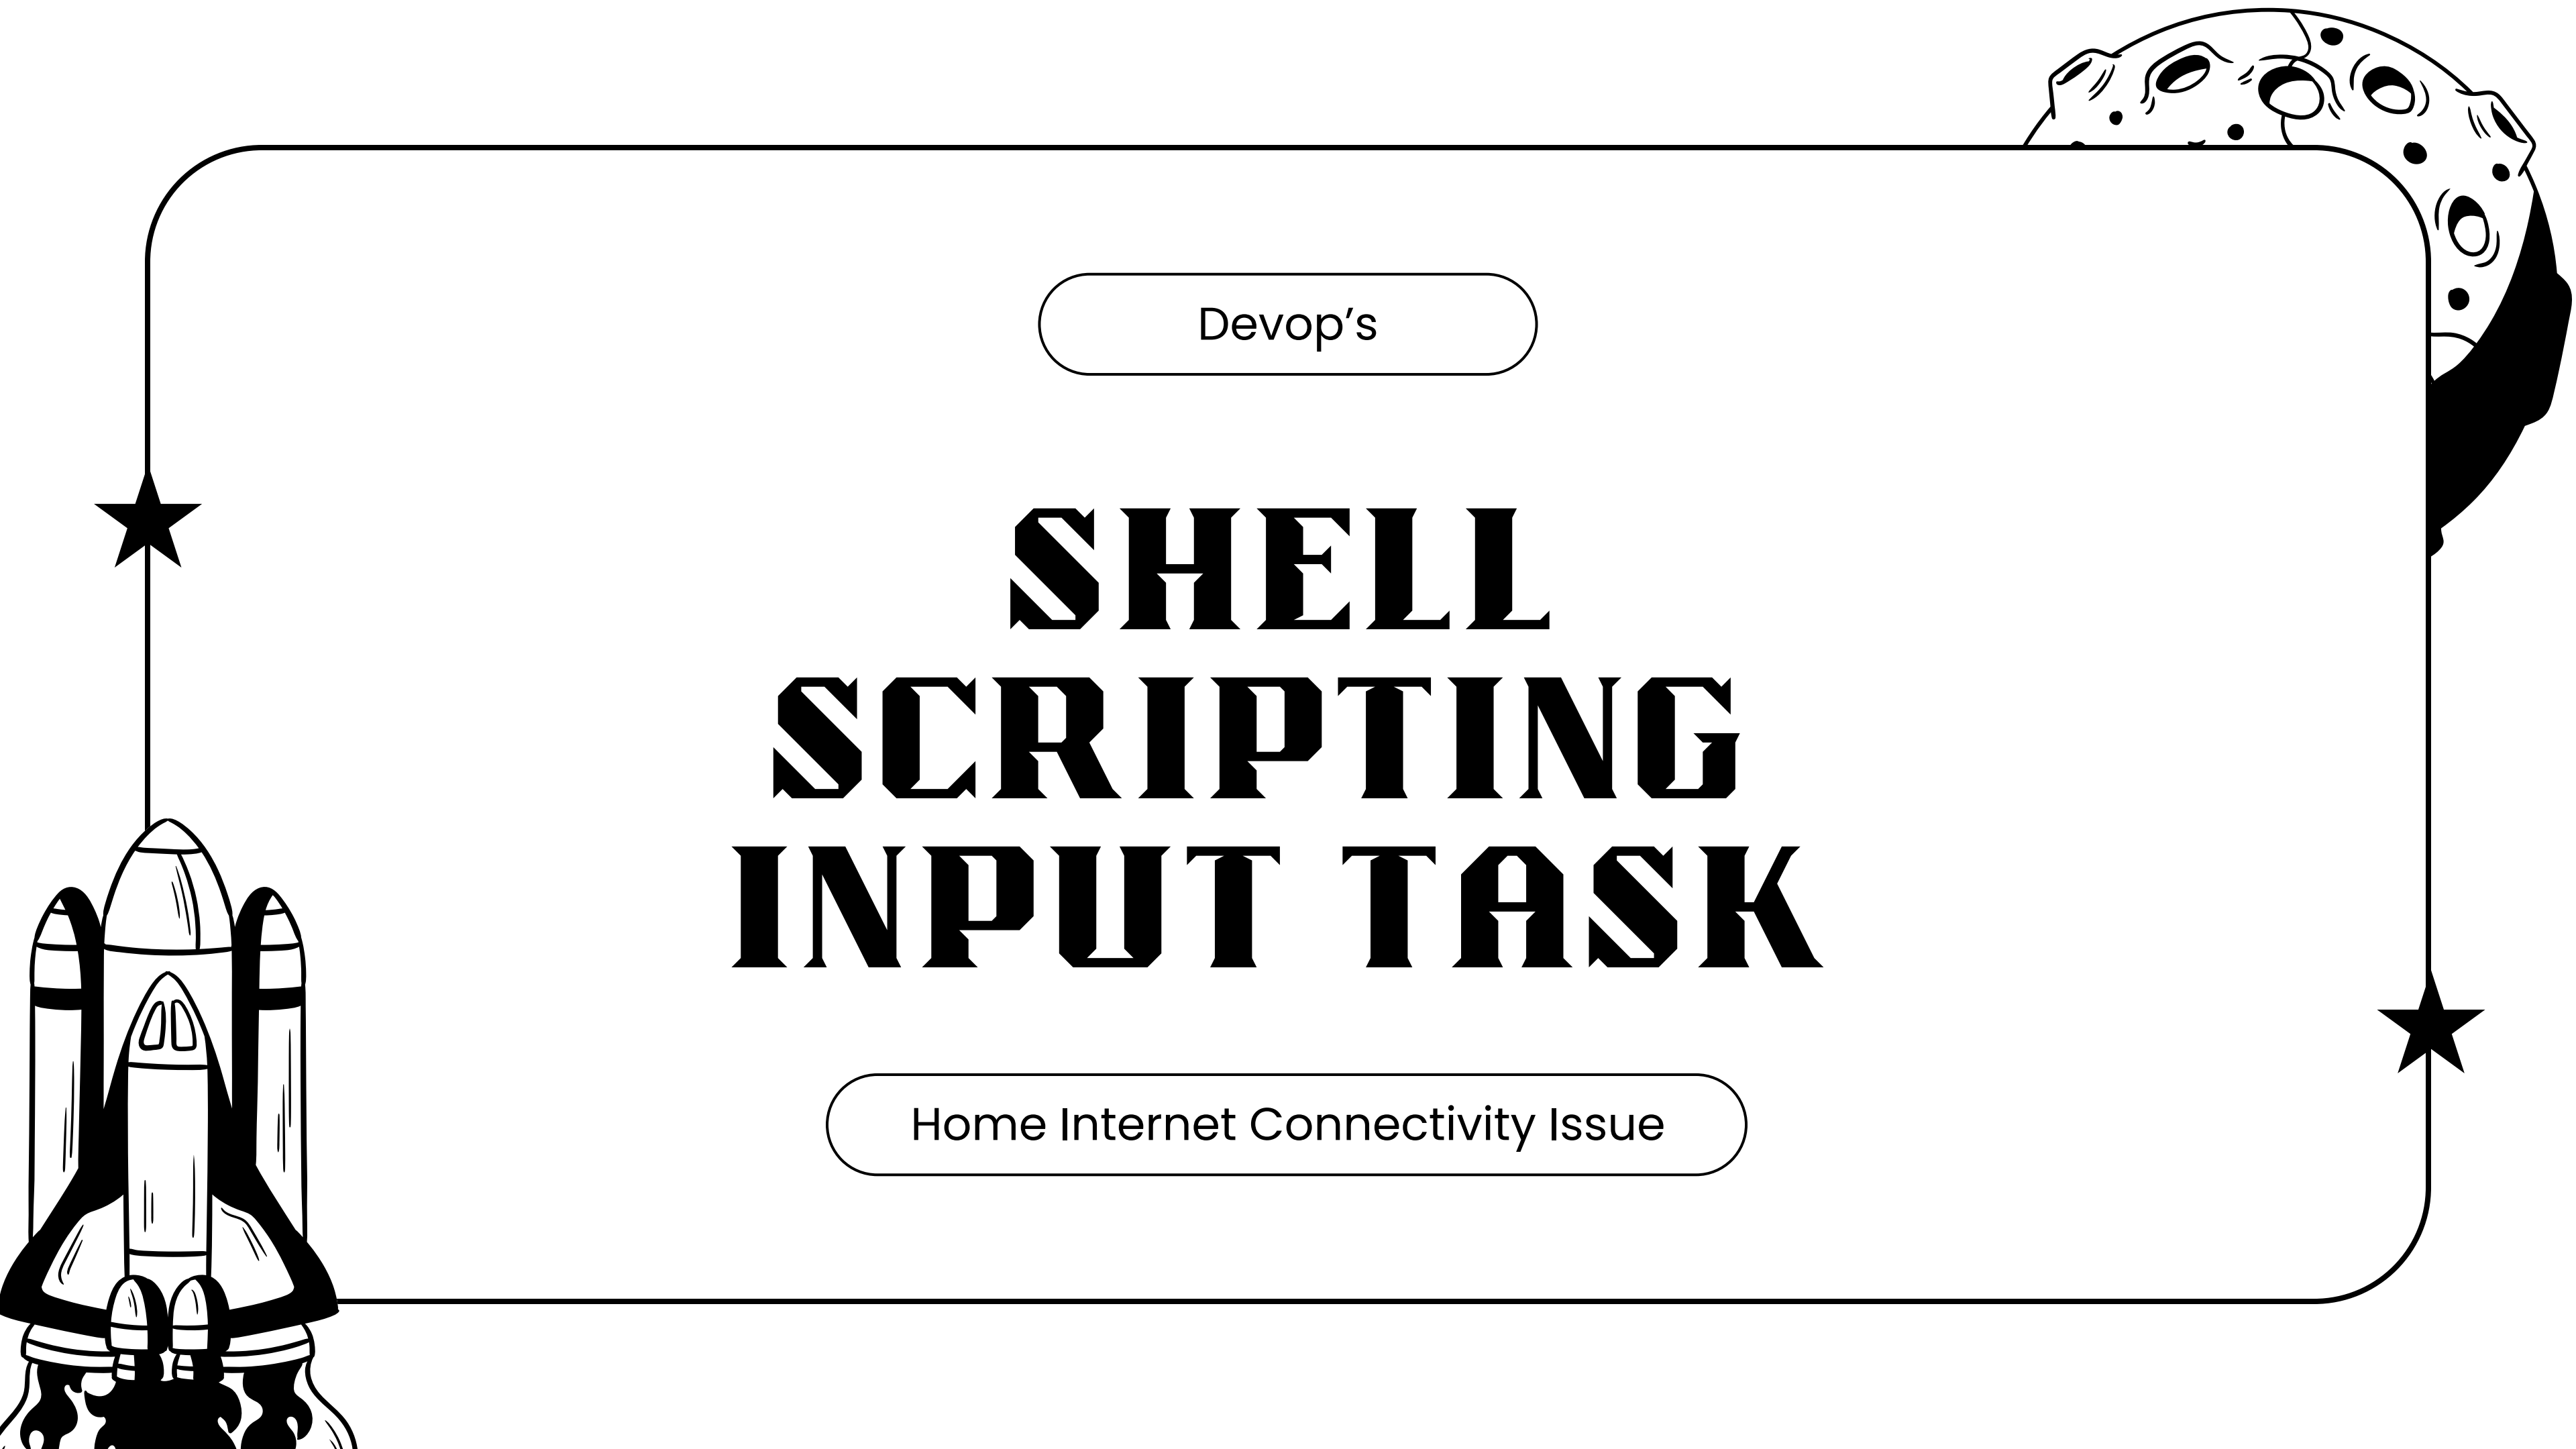 Devop’s
SHELL
SCRIPTING
INPUT TASK
Home Internet Connectivity Issue